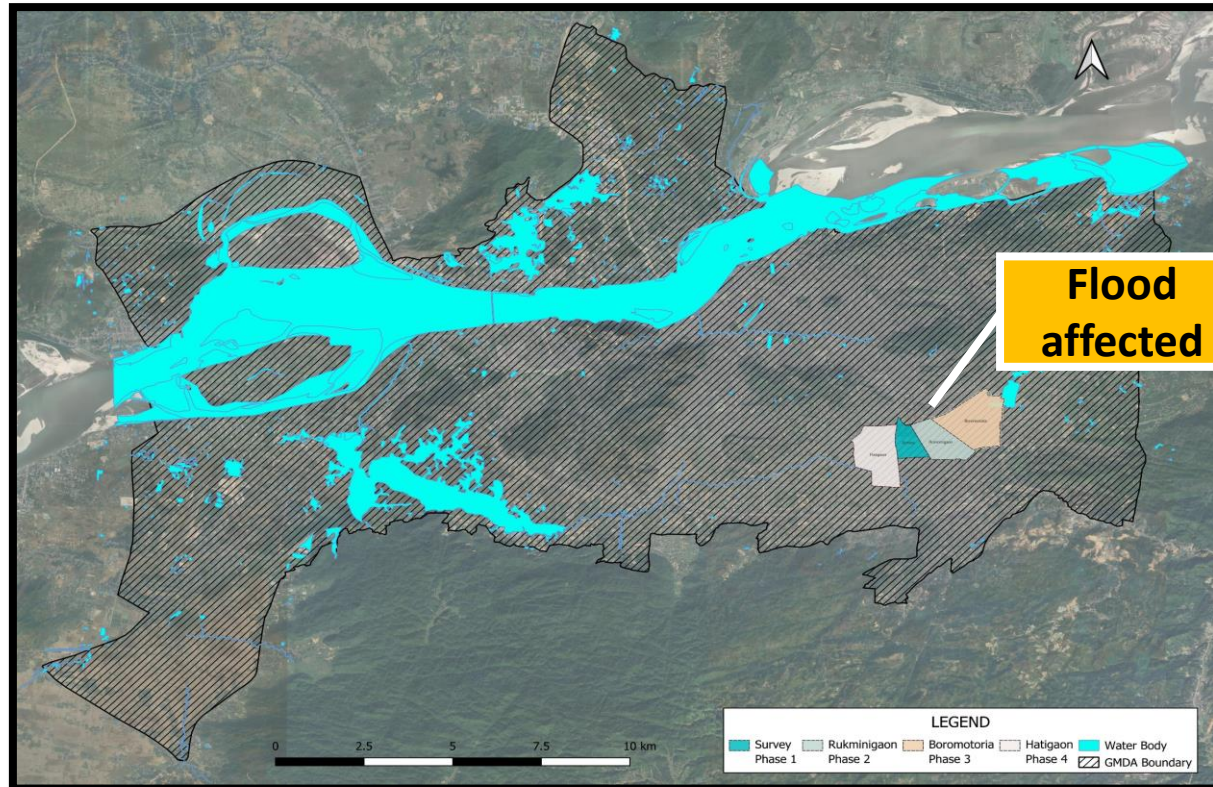 Flood
affected
Hatigaon
0 2.5 5 7.5 10 km
LEGEND
Survey Phase 1
Rukminigaon Phase 2
Boromotoria Phase 3
Hatigaon Phase 4
Water Body
GMDA Boundary